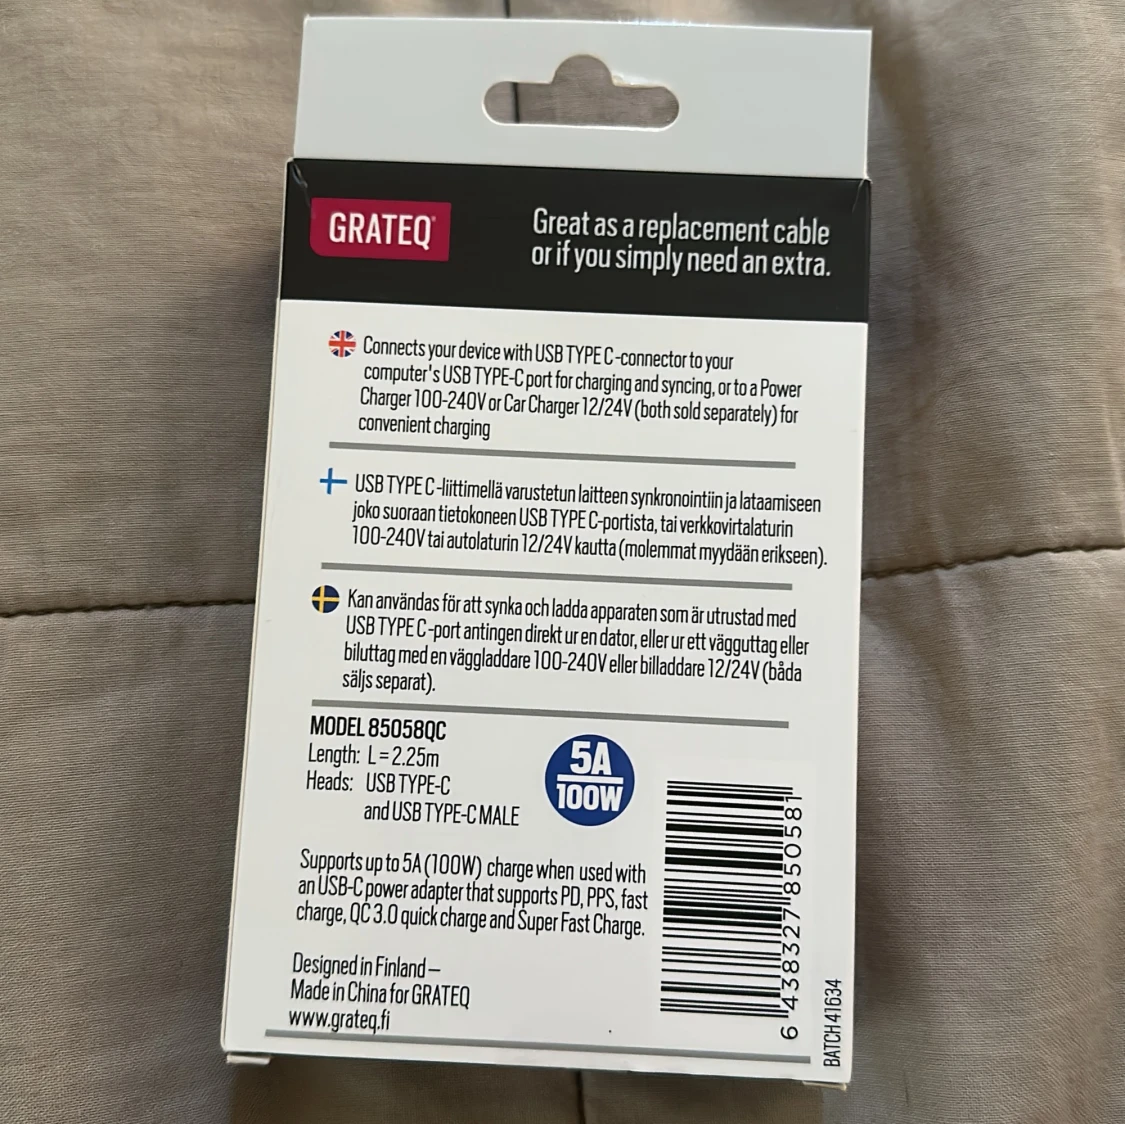 GRATEQ®
Great as a replacement cable
or if you simply need an extra.
Connects your device with USB TYPE C-connector to your
computer's USB TYPE-C port for charging and syncing, or to a Power
Charger 100-240V or Car Charger 12/24V (both sold separately) for
convenient charging
USB TYPE C-liittimellä varustetun laitteen synkronointiin ja lataamiseen
joko suoraan tietokoneen USB TYPE C-portista, tai verkkovirtalaturin
100-240V tai autolaturin 12/24V kautta (molemmat myydään erikseen).
Kan användas för att synka och ladda apparaten som är utrustad med
USB TYPE C-port antingen direkt ur en dator, eller ur ett vägguttag eller
biluttag med en väggladdare 100-240V eller billaddare 12/24V (båda
säljs separat).
MODEL 85058QC
Length: L=2.25m
Heads: USB TYPE-C
and USB TYPE-C MALE
5A
100W
Supports up to 5A (100W) charge when used with
an USB-C power adapter that supports PD, PPS, fast
charge, QC 3.0 quick charge and Super Fast Charge.
Designed in Finland –
Made in China for GRATEQ
www.grateq.fi
6 438327 850581
BATCH 41634